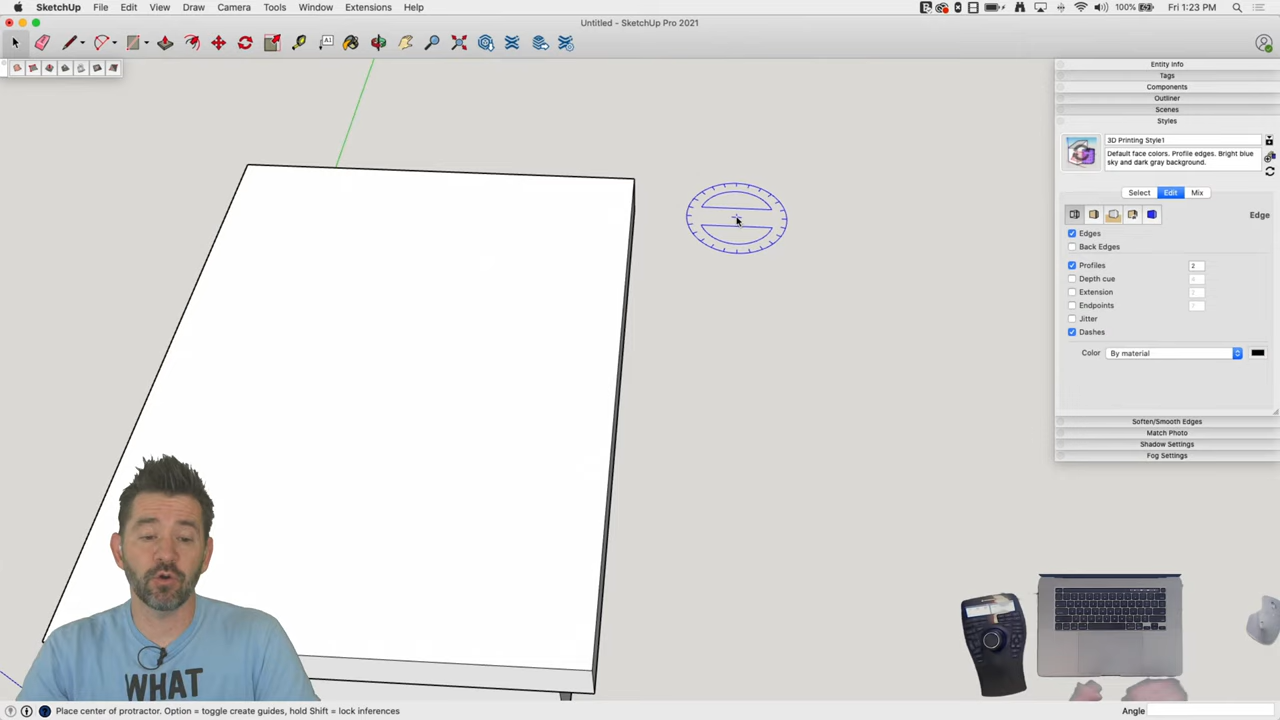 SketchUp File Edit View Draw Camera Tools Window Extensions Help 100% Fri 1:23 PM
Untitled - SketchUp Pro 2021
A1
Entity Info
Tags
Components
Outliner
Scenes
Styles
3D Printing Style1
Default face colors. Profile edges. Bright blue
sky and dark gray background.
Select Edit Mix
Edge
Edges
Back Edges
Profiles 2
Depth cue
Extension
Endpoints
Jitter
Dashes
Color By material
Soften/Smooth Edges
Match Photo
Shadow Settings
Fog Settings
WHAT
Place center of protractor. Option = toggle create guides, hold Shift = lock inferences
Angle